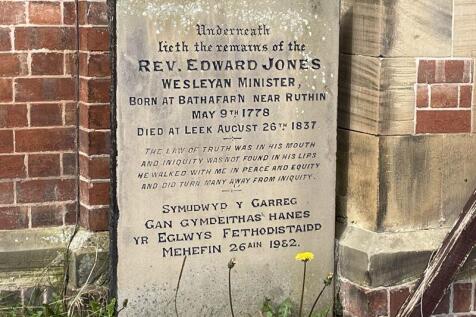 Underneath
lieth the remains of the
REV. EDWARD JONES
WESLEYAN MINISTER,
BORN AT BATHAFARN NEAR RUTHIN
MAY 9TH 1778
DIED AT LEEK AUGUST 26TH 1837
THE LAW OF TRUTH WAS IN HIS MOUTH
AND INIQUITY WAS NOT FOUND IN HIS LIPS
HE WALKED WITH ME IN PEACE AND EQUITY
AND DID TURN MANY AWAY FROM INIQUITY.
SYMUDWYD Y GARREG
GAN GYMDEITHAS HANES
YR EGLWYS FETHODISTAIDD
MEHEFIN 26AIN 1982.